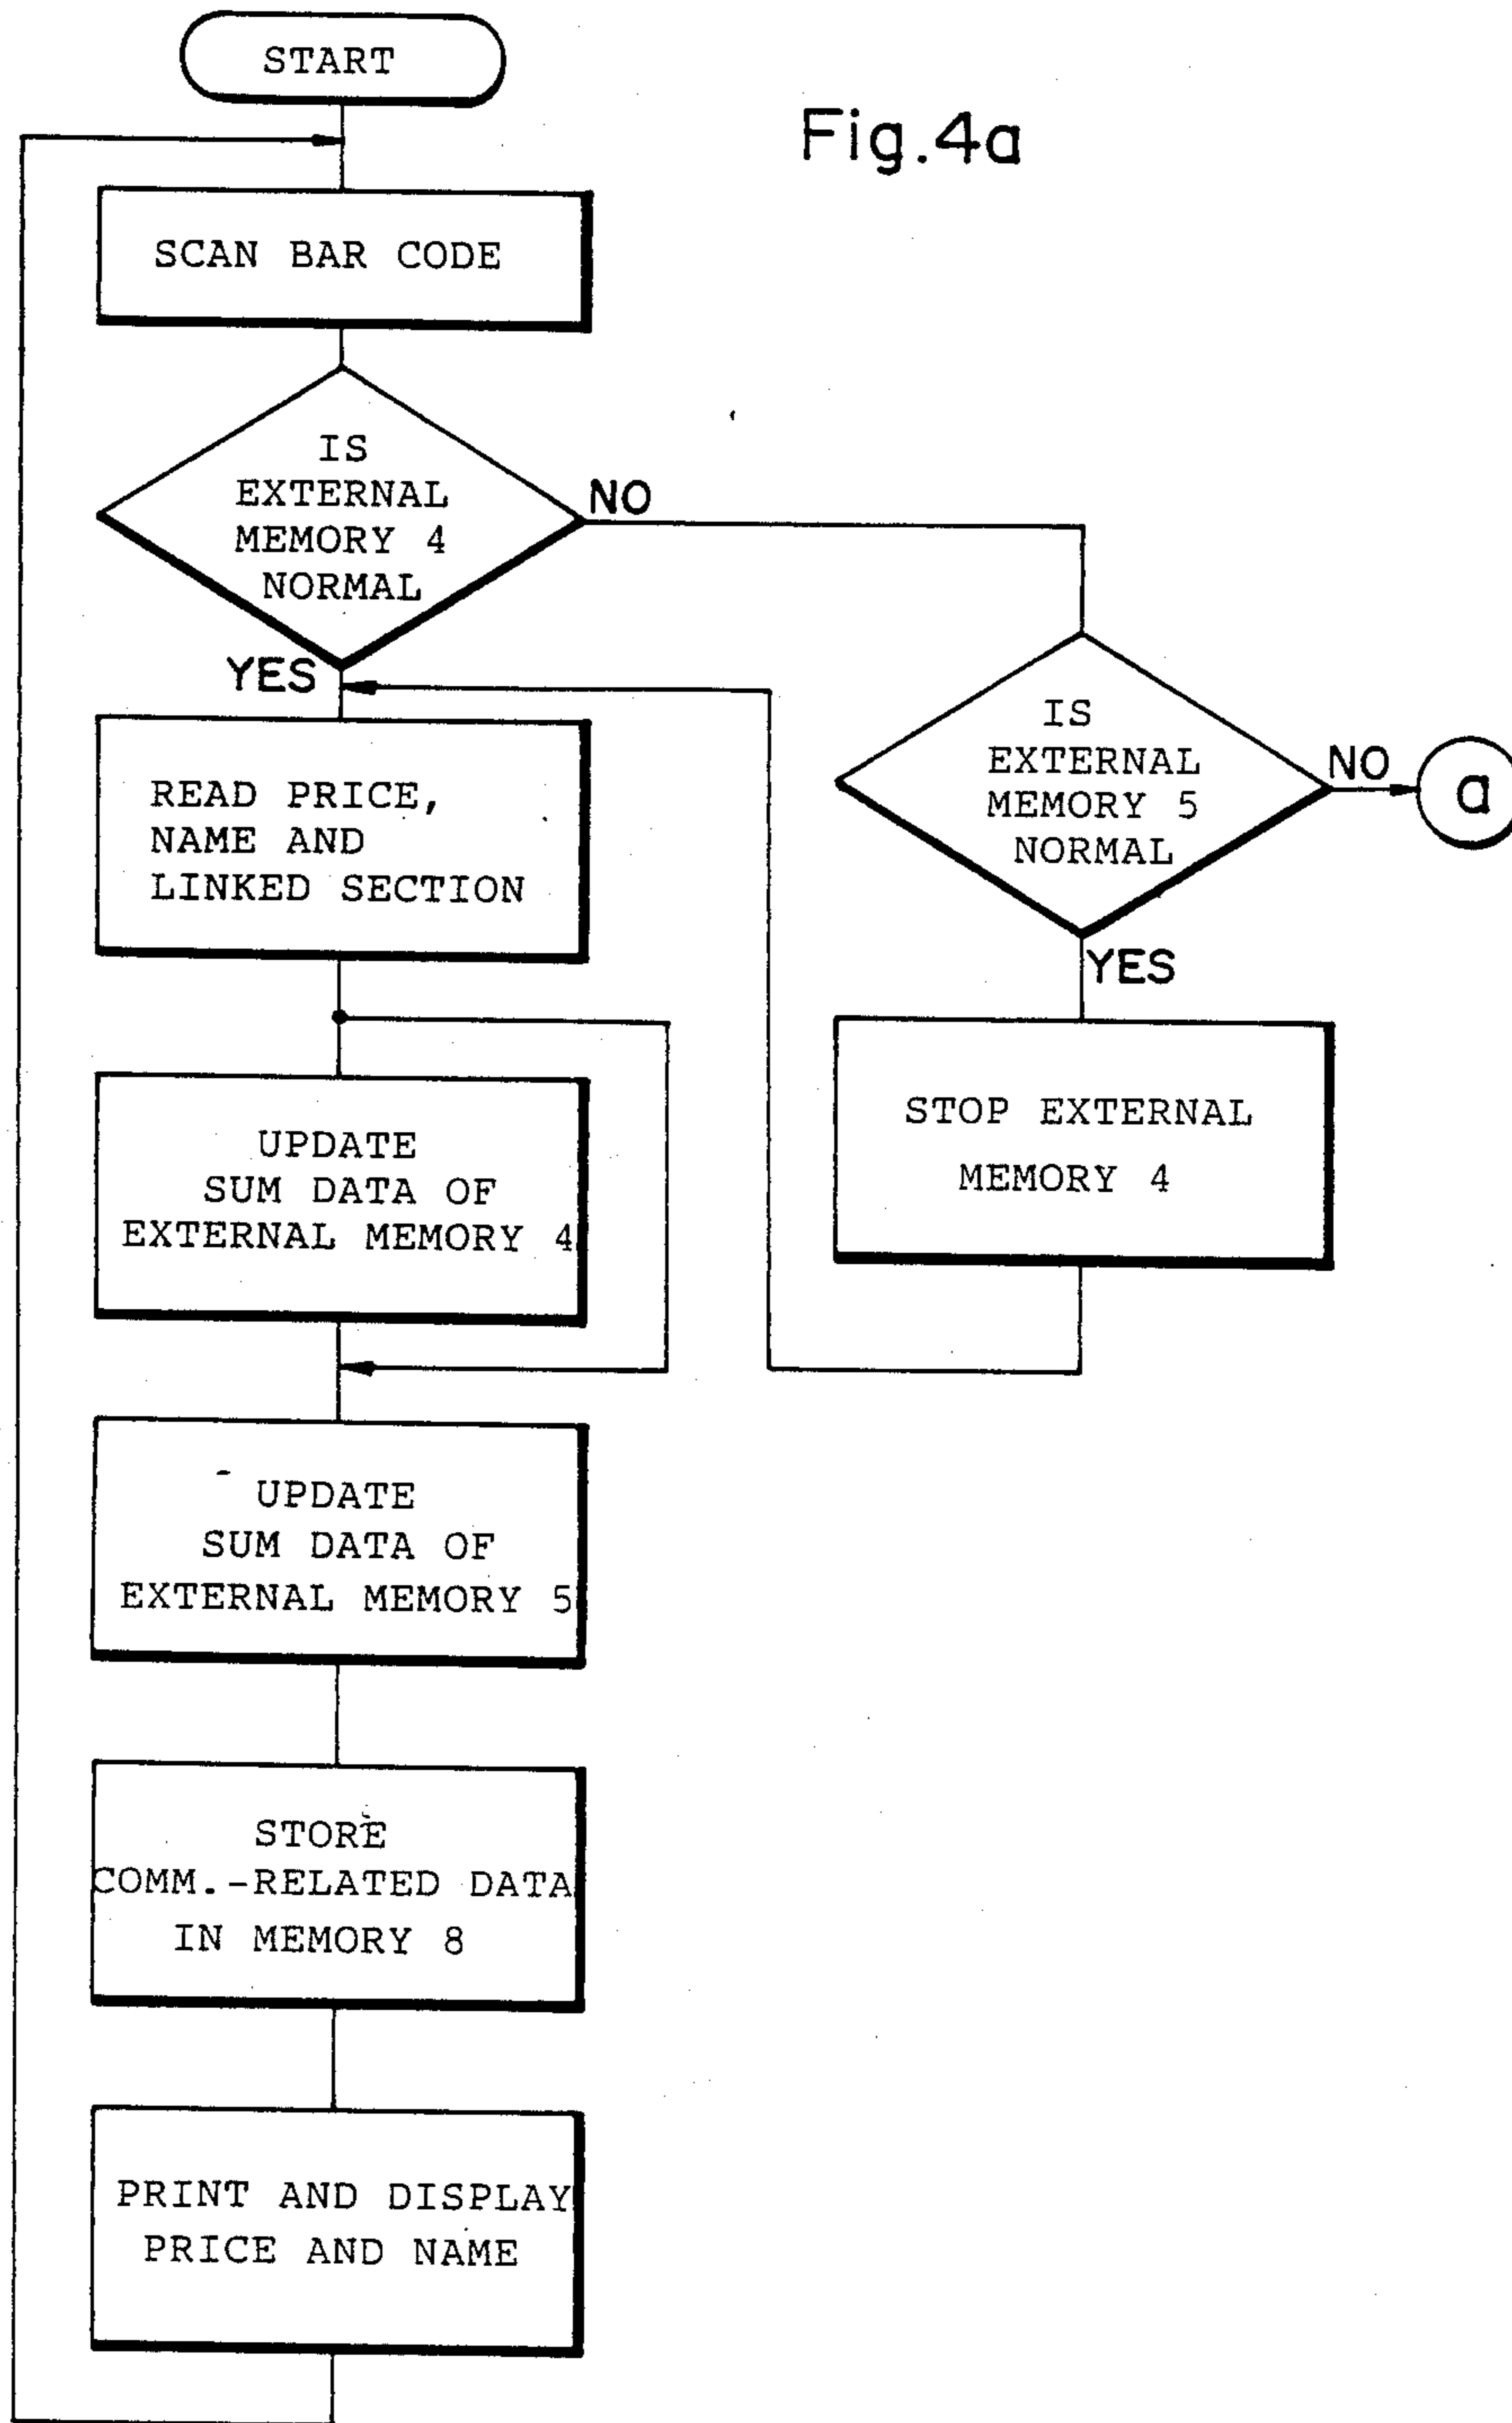 START
Fig.4a
SCAN BAR CODE
IS
EXTERNAL
MEMORY 4
NORMAL
NO
YES
IS
EXTERNAL
MEMORY 5
NORMAL
NO
a
YES
READ PRICE,
NAME AND
LINKED SECTION
STOP EXTERNAL
MEMORY 4
UPDATE
SUM DATA OF
EXTERNAL MEMORY 4
UPDATE
SUM DATA OF
EXTERNAL MEMORY 5
STORE
COMM.-RELATED DATA
IN MEMORY 8
PRINT AND DISPLAY
PRICE AND NAME